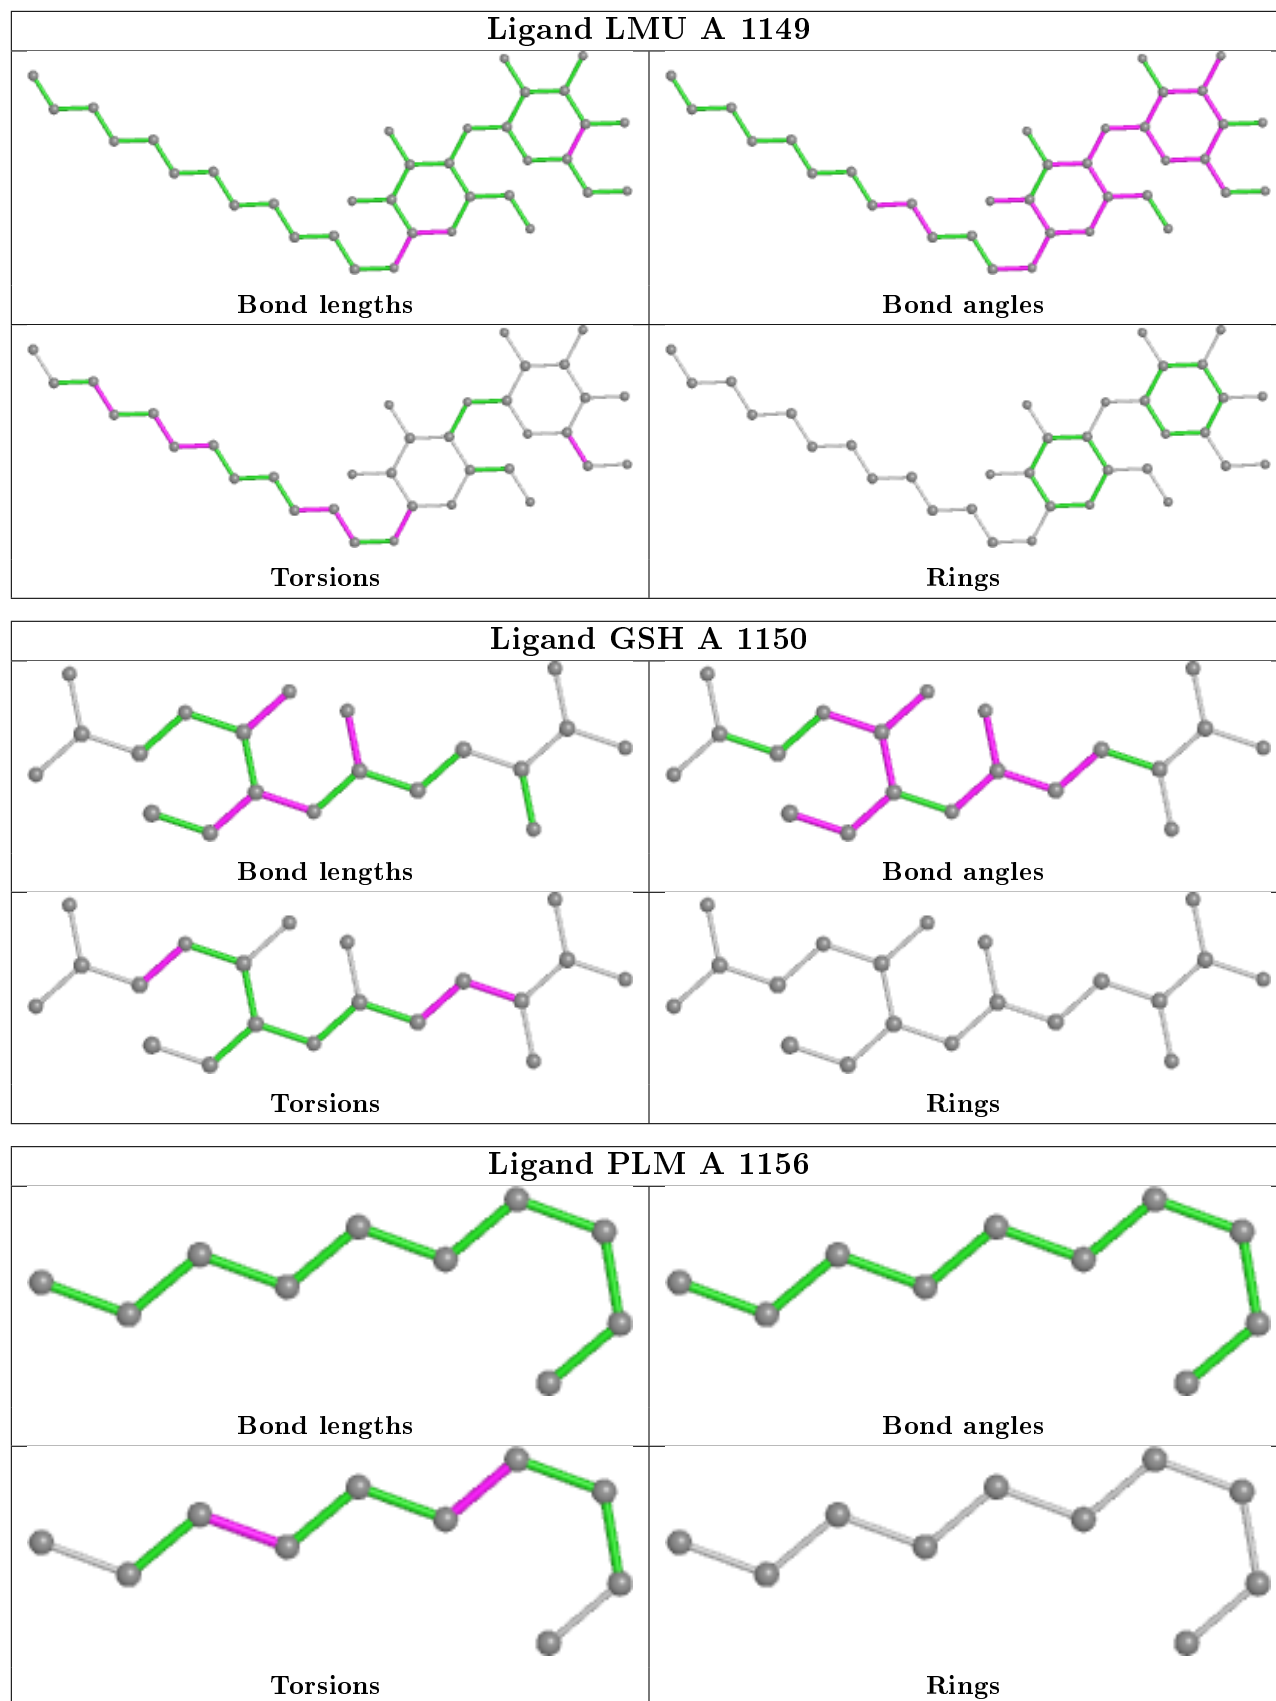 Ligand LMU A 1149
Bond lengths
Bond angles
Torsions
Rings
Ligand GSH A 1150
Bond lengths
Bond angles
Torsions
Rings
Ligand PLM A 1156
Bond lengths
Bond angles
Torsions
Rings